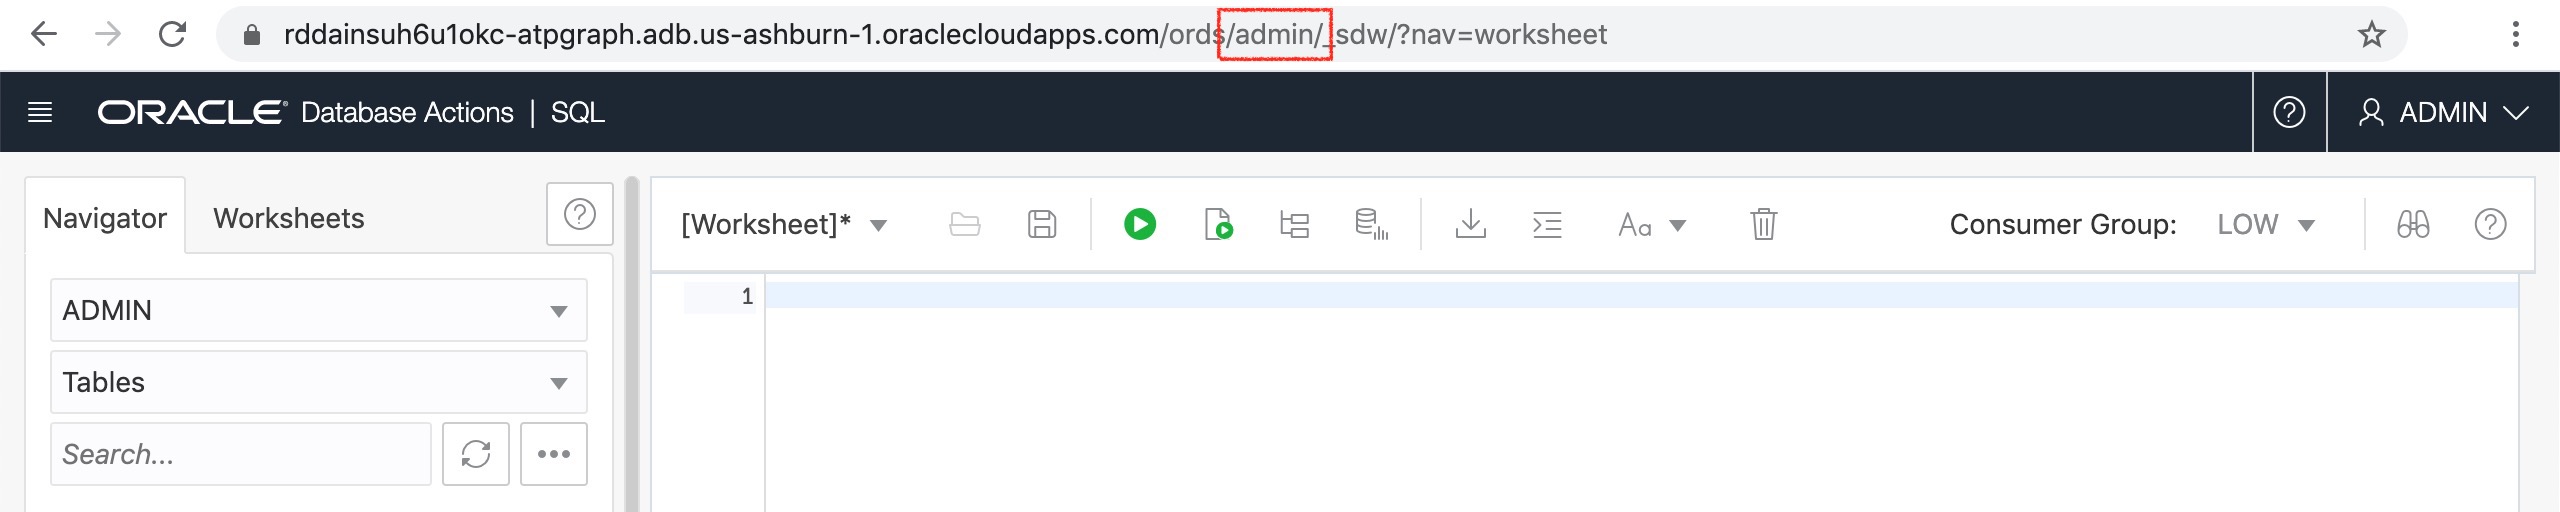 rddainsuh6u1okc-atpgraph.adb.us-ashburn-1.oraclecloudapps.com/ords/admin/_sdw/?nav=worksheet
ORACLE® Database Actions | SQL
ADMIN
Navigator
Worksheets
[Worksheet]*
Aa
Consumer Group: LOW
ADMIN
1
Tables
Search...